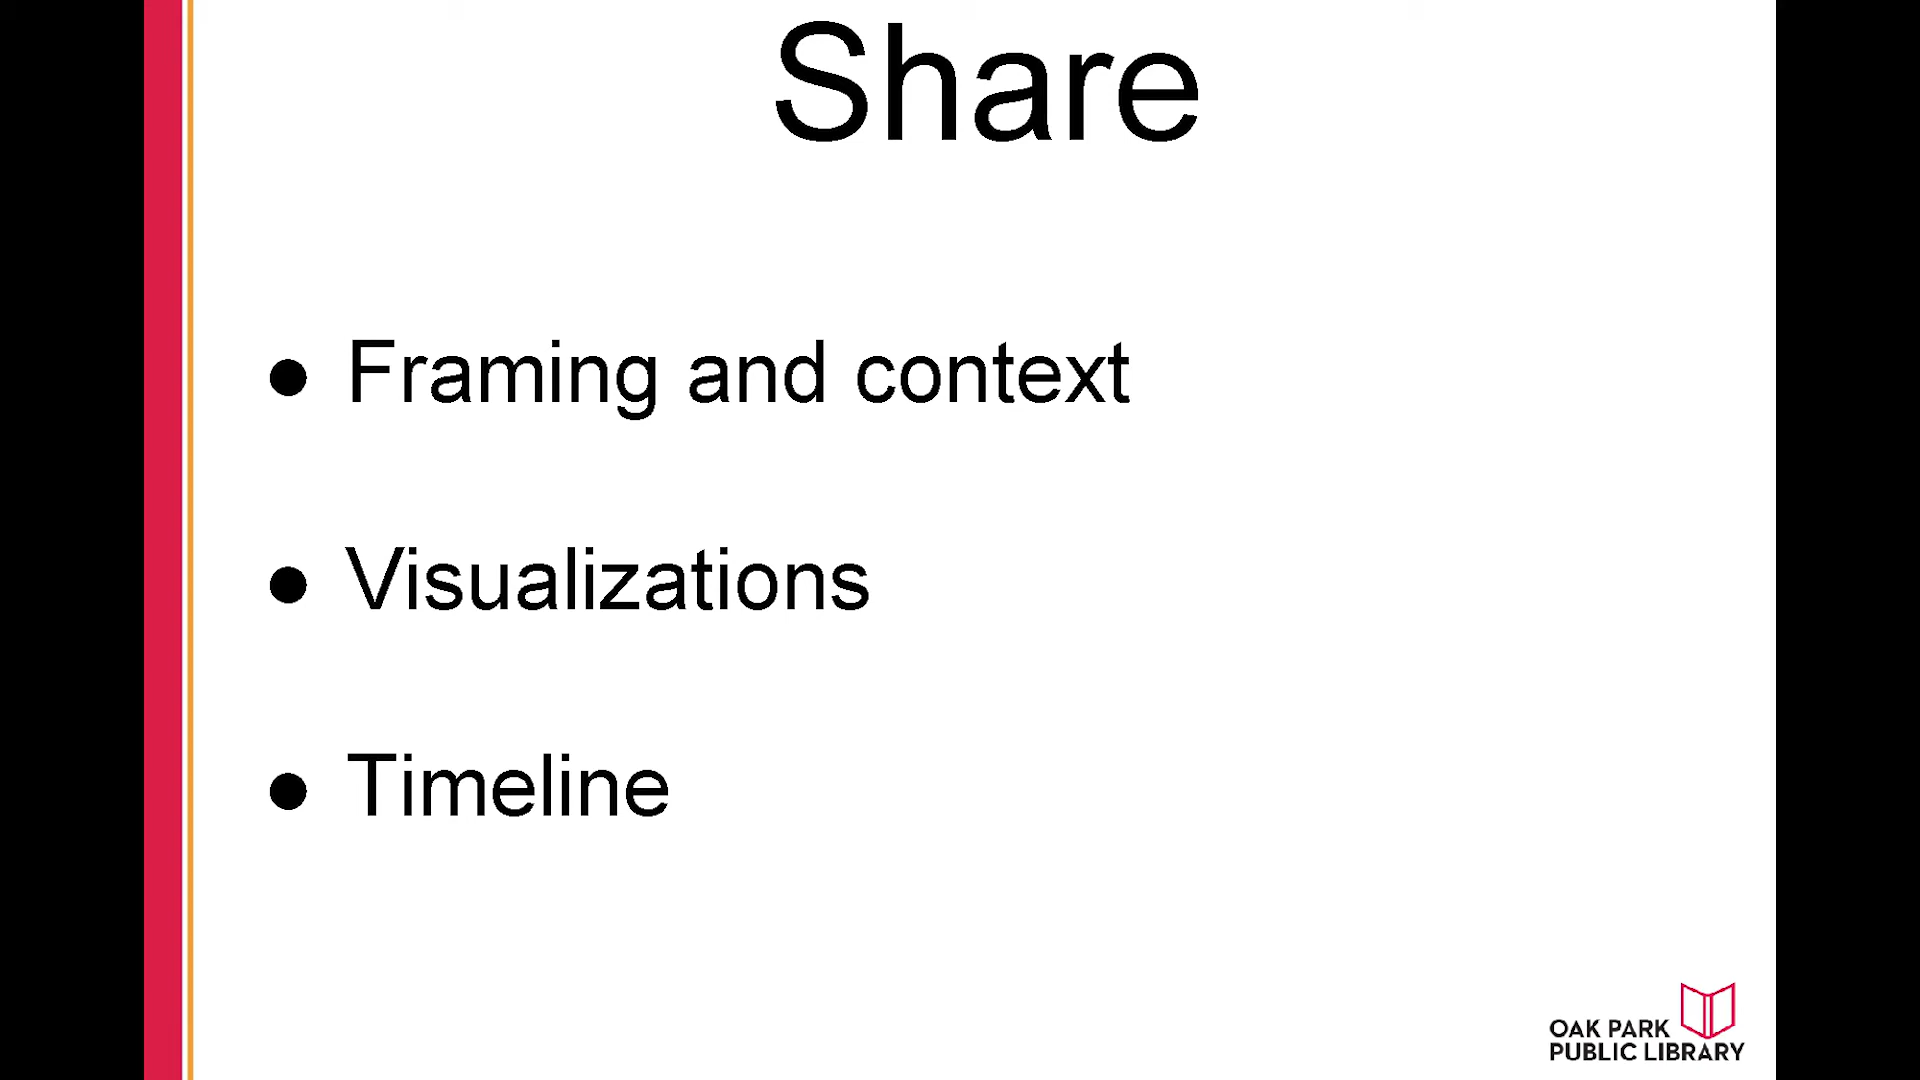 Share
● Framing and context
● Visualizations
● Timeline
OAK PARK
PUBLIC LIBRARY